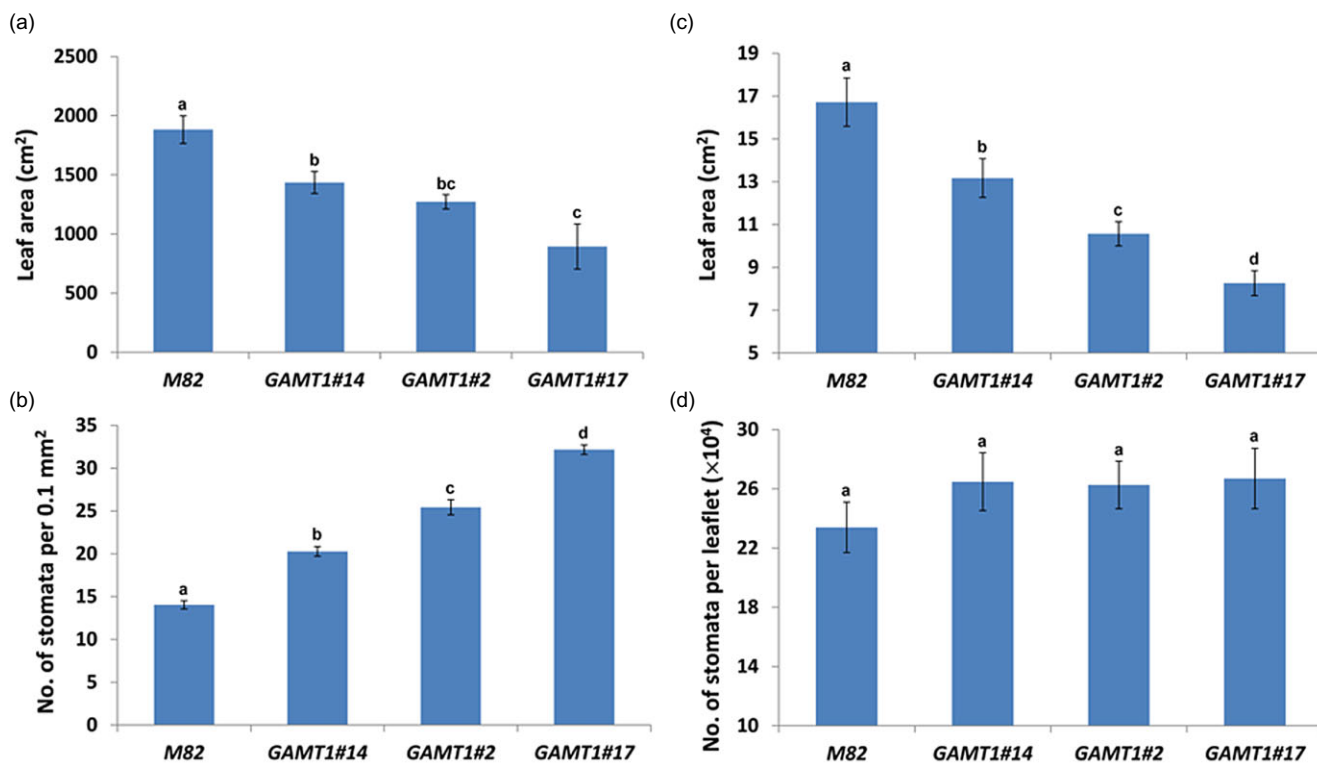 (a)
Leaf area (cm²)
2500
2000
1500
1000
500
0
a
b
bc
c
M82
GAMT1#14
GAMT1#2
GAMT1#17
(b)
No. of stomata per 0.1 mm²
35
30
25
20
15
10
5
0
a
b
c
d
M82
GAMT1#14
GAMT1#2
GAMT1#17
(c)
Leaf area (cm²)
19
17
15
13
11
9
7
5
a
b
c
d
M82
GAMT1#14
GAMT1#2
GAMT1#17
(d)
No. of stomata per leaflet (×10⁴)
30
26
22
18
14
10
a
a
a
a
M82
GAMT1#14
GAMT1#2
GAMT1#17